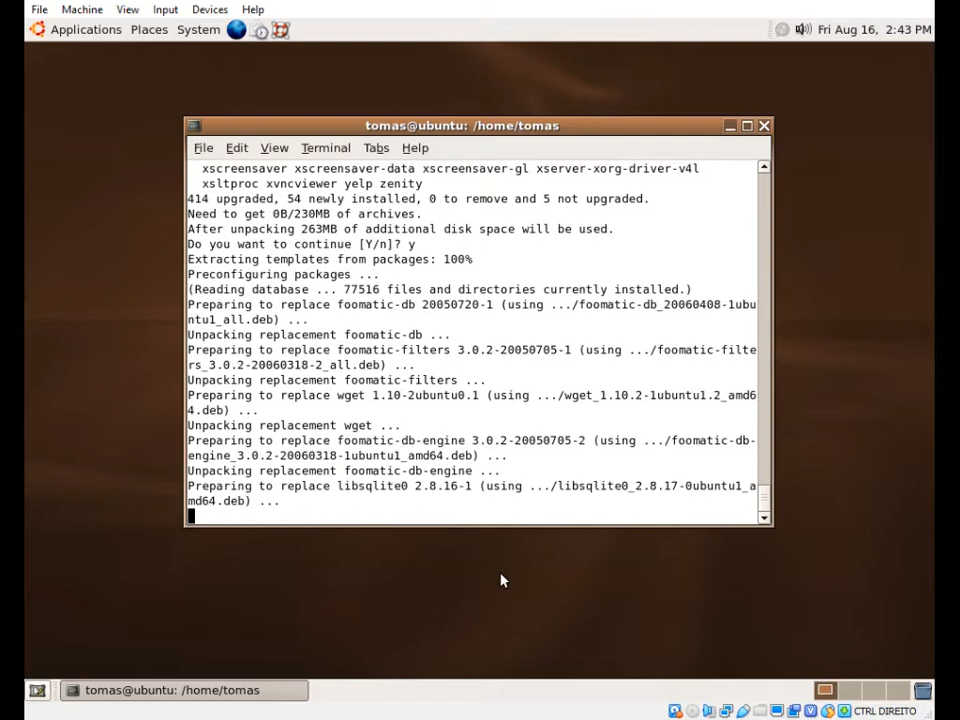 File Machine View Input Devices Help
Applications Places System Fri Aug 16, 2:43 PM
tomas@ubuntu: /home/tomas
File Edit View Terminal Tabs Help
xscreensaver xscreensaver-data xscreensaver-gl xserver-xorg-driver-v4l
xsltproc xvncviewer yelp zenity
414 upgraded, 54 newly installed, 0 to remove and 5 not upgraded.
Need to get 0B/230MB of archives.
After unpacking 263MB of additional disk space will be used.
Do you want to continue [Y/n]? y
Extracting templates from packages: 100%
Preconfiguring packages ...
(Reading database ... 77516 files and directories currently installed.)
Preparing to replace foomatic-db 20050720-1 (using .../foomatic-db_20060408-1ubu
ntu1_all.deb) ...
Unpacking replacement foomatic-db ...
Preparing to replace foomatic-filters 3.0.2-20050705-1 (using .../foomatic-filte
rs_3.0.2-20060318-2_all.deb) ...
Unpacking replacement foomatic-filters ...
Preparing to replace wget 1.10-2ubuntu0.1 (using .../wget_1.10.2-1ubuntu1.2_amd6
4.deb) ...
Unpacking replacement wget ...
Preparing to replace foomatic-db-engine 3.0.2-20050705-2 (using .../foomatic-db-
engine_3.0.2-20060318-1ubuntu1_amd64.deb) ...
Unpacking replacement foomatic-db-engine ...
Preparing to replace libsqlite0 2.8.16-1 (using .../libsqlite0_2.8.17-0ubuntu1_a
md64.deb) ...
tomas@ubuntu: /home/tomas
CTRL DIREITO